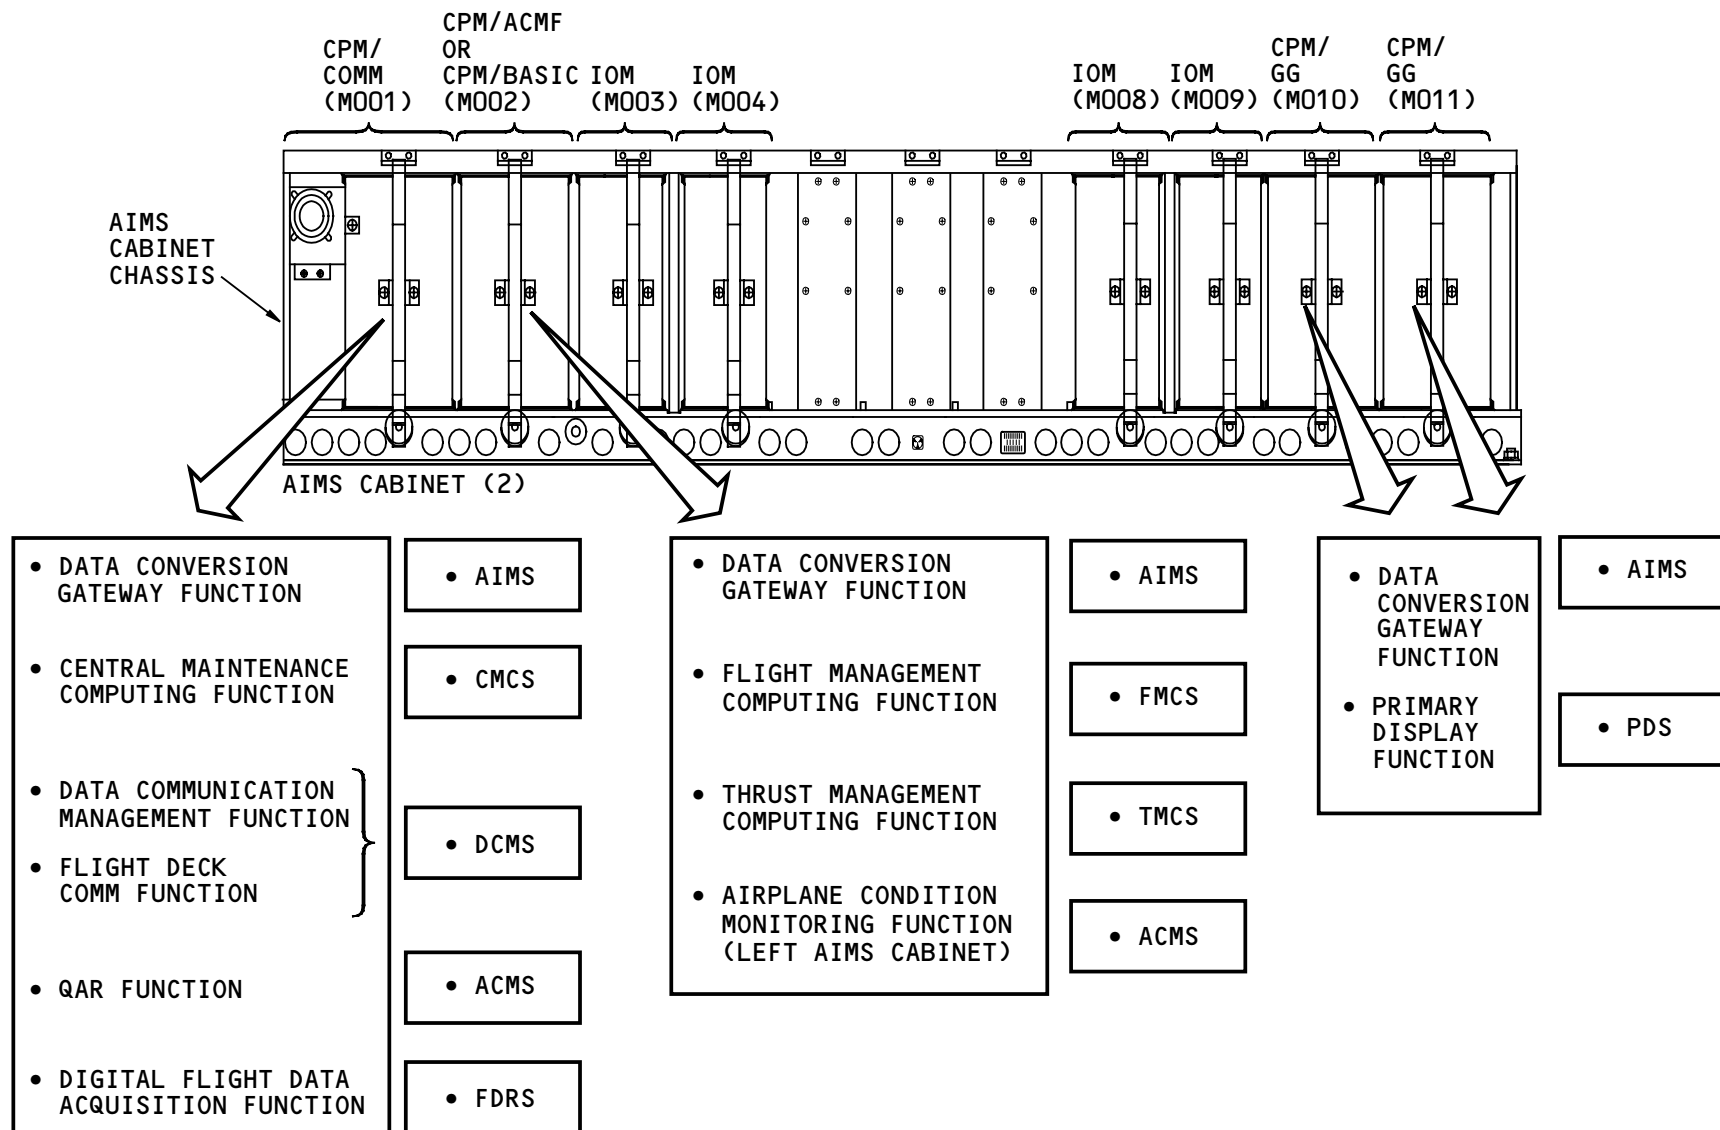 CPM/
COMM
(M001)
CPM/ACMF
OR
CPM/BASIC
(M002)
IOM
(M003)
IOM
(M004)
IOM
(M008)
IOM
(M009)
CPM/
GG
(M010)
CPM/
GG
(M011)
AIMS
CABINET
CHASSIS
AIMS CABINET (2)
• DATA CONVERSION
GATEWAY FUNCTION
• AIMS
• CENTRAL MAINTENANCE
COMPUTING FUNCTION
• CMCS
• DATA COMMUNICATION
MANAGEMENT FUNCTION
• FLIGHT DECK
COMM FUNCTION
• DCMS
• QAR FUNCTION
• ACMS
• DIGITAL FLIGHT DATA
ACQUISITION FUNCTION
• FDRS
• DATA CONVERSION
GATEWAY FUNCTION
• AIMS
• FLIGHT MANAGEMENT
COMPUTING FUNCTION
• FMCS
• THRUST MANAGEMENT
COMPUTING FUNCTION
• TMCS
• AIRPLANE CONDITION
MONITORING FUNCTION
(LEFT AIMS CABINET)
• ACMS
• DATA
CONVERSION
GATEWAY
FUNCTION
• AIMS
• PRIMARY
DISPLAY
FUNCTION
• PDS